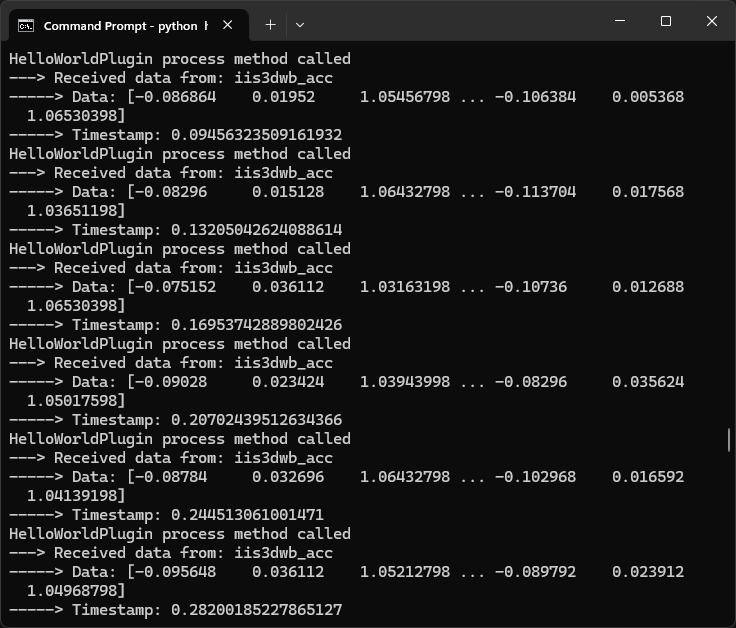 Command Prompt - python
HelloWorldPlugin process method called
---> Received data from: iis3dwb_acc
-----> Data: [-0.086864    0.01952     1.05456798 ... -0.106384    0.005368
  1.06530398]
-----> Timestamp: 0.09456323509161932
HelloWorldPlugin process method called
---> Received data from: iis3dwb_acc
-----> Data: [-0.08296     0.015128    1.06432798 ... -0.113704    0.017568
  1.03651198]
-----> Timestamp: 0.13205042624088614
HelloWorldPlugin process method called
---> Received data from: iis3dwb_acc
-----> Data: [-0.075152    0.036112    1.03163198 ... -0.10736     0.012688
  1.06530398]
-----> Timestamp: 0.16953742889802426
HelloWorldPlugin process method called
---> Received data from: iis3dwb_acc
-----> Data: [-0.09028     0.023424    1.03943998 ... -0.08296     0.035624
  1.05017598]
-----> Timestamp: 0.20702439512634366
HelloWorldPlugin process method called
---> Received data from: iis3dwb_acc
-----> Data: [-0.08784     0.032696    1.06432798 ... -0.102968    0.016592
  1.04139198]
-----> Timestamp: 0.244513061001471
HelloWorldPlugin process method called
---> Received data from: iis3dwb_acc
-----> Data: [-0.095648    0.036112    1.05212798 ... -0.089792    0.023912
  1.04968798]
-----> Timestamp: 0.28200185227865127